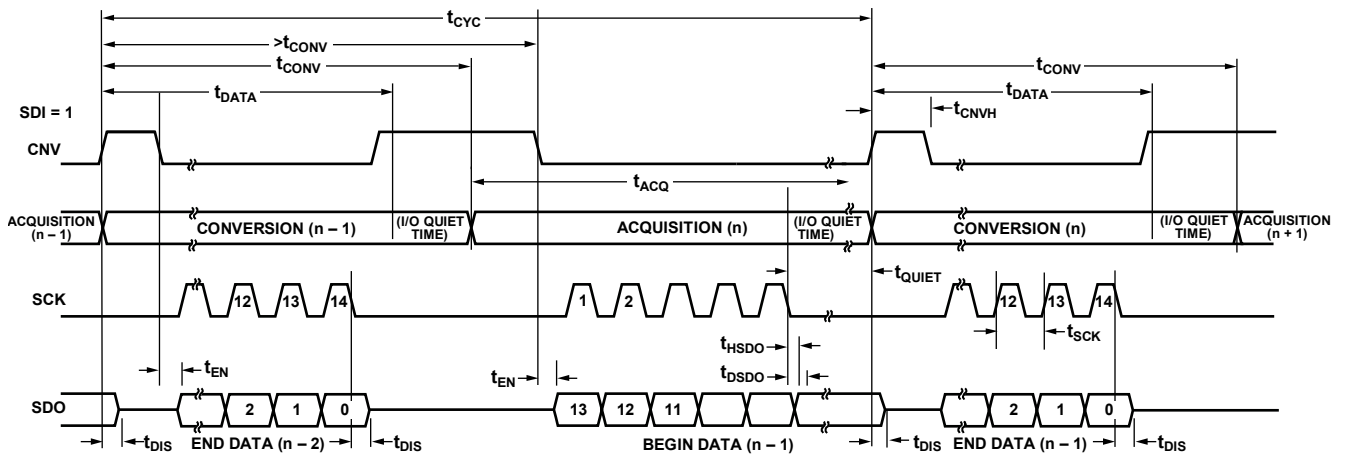 tCYC
>tCONV
tCONV
tCONV
tDATA
tDATA
SDI = 1
tCNVH
CNV
tACQ
ACQUISITION
(n – 1)
CONVERSION (n – 1)
(I/O QUIET
TIME)
ACQUISITION (n)
(I/O QUIET
TIME)
CONVERSION (n)
(I/O QUIET
TIME)
ACQUISITION
(n + 1)
tQUIET
SCK
12 13 14
1 2
12 13 14
tSCK
tHSDO
tEN
tEN
tDSDO
SDO
2 1 0
13 12 11
2 1 0
tDIS
END DATA (n – 2)
tDIS
BEGIN DATA (n – 1)
tDIS
END DATA (n – 1)
tDIS